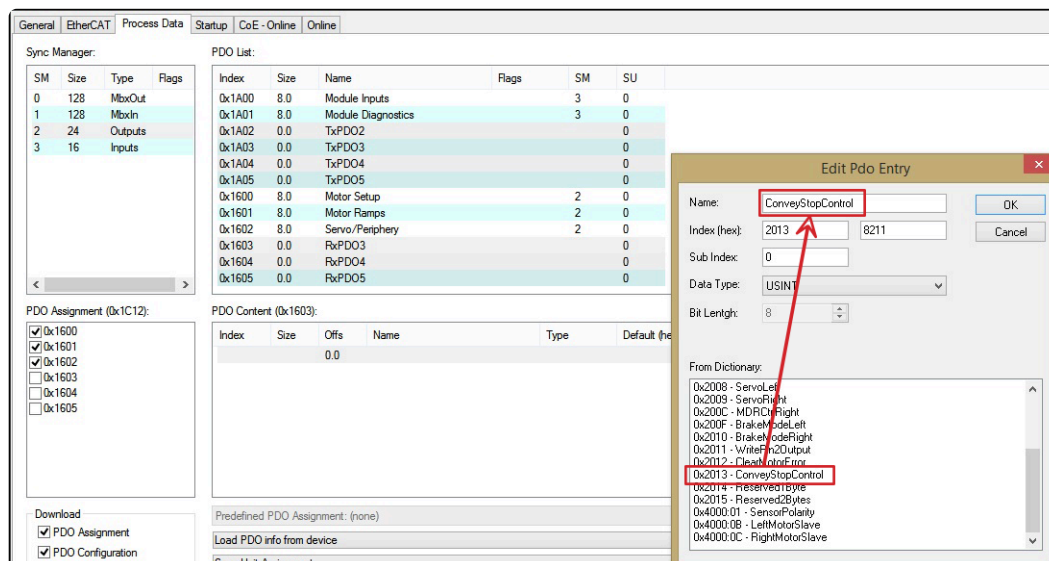 General EtherCAT Process Data Startup CoE - Online Online
Sync Manager:
SM Size Type Flags
0 128 MbxOut
1 128 MbxIn
2 24 Outputs
3 16 Inputs
PDO List:
Index Size Name Flags SM SU
0x1A00 8.0 Module Inputs 3 0
0x1A01 8.0 Module Diagnostics 3 0
0x1A02 0.0 TxPDO2 0
0x1A03 0.0 TxPDO3 0
0x1A04 0.0 TxPDO4 0
0x1A05 0.0 TxPDO5 0
0x1600 8.0 Motor Setup 2 0
0x1601 8.0 Motor Ramps 2 0
0x1602 8.0 Servo/Periphery 2 0
0x1603 0.0 RxPDO3 0
0x1604 0.0 RxPDO4 0
0x1605 0.0 RxPDO5 0
PDO Assignment (0x1C12):
0x1600
0x1601
0x1602
0x1603
0x1604
0x1605
PDO Content (0x1603):
Index Size Offs Name Type Default (he
0.0
Download
PDO Assignment
PDO Configuration
Predefined PDO Assignment: (none)
Load PDO info from device
Edit Pdo Entry
Name: ConveyStopControl OK
Index (hex): 2013 8211 Cancel
Sub Index: 0
Data Type: USINT
Bit Lentgh: 8
From Dictionary:
0x2008 - ServoLeft
0x2009 - ServoRight
0x200C - MDRCtrRight
0x200F - BrakeModeLeft
0x2010 - BrakeModeRight
0x2011 - WritePin2Output
0x2012 - ClearMotorError
0x2013 - ConveyStopControl
0x2014 - Reserved1Byte
0x2015 - Reserved2Bytes
0x4000:01 - SensorPolarity
0x4000:0B - LeftMotorSlave
0x4000:0C - RightMotorSlave